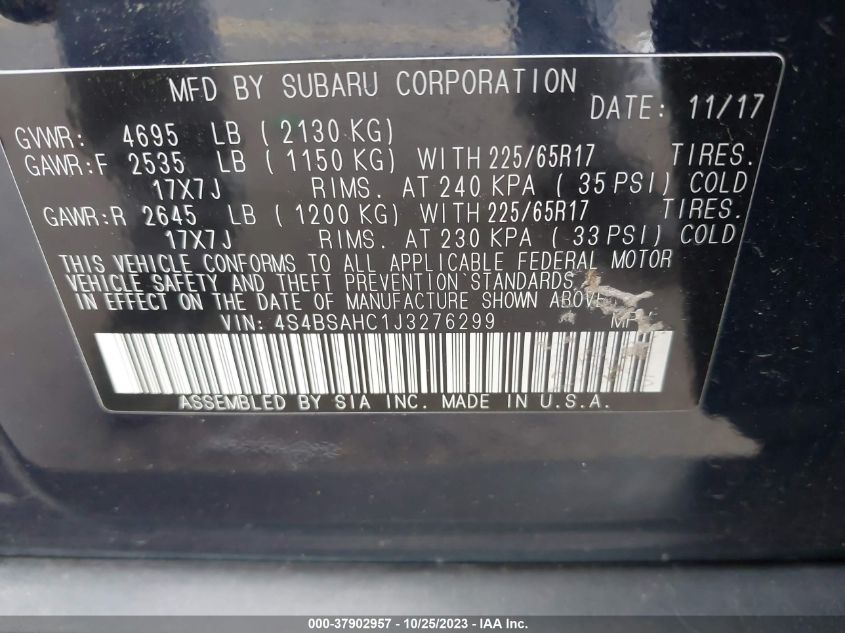 MFD BY SUBARU CORPORATION
DATE: 11/17
GVWR: 4695 LB ( 2130 KG)
GAWR:F 2535 LB ( 1150 KG) WITH 225/65R17 TIRES.
17X7J RIMS. AT 240 KPA ( 35 PSI) COLD
GAWR:R 2645 LB ( 1200 KG) WITH 225/65R17 TIRES.
17X7J RIMS. AT 230 KPA ( 33 PSI) COLD
THIS VEHICLE CONFORMS TO ALL APPLICABLE FEDERAL MOTOR
VEHICLE SAFETY AND THEFT PREVENTION STANDARDS
IN EFFECT ON THE DATE OF MANUFACTURE SHOWN ABOVE.
VIN: 4S4BSAHC1J3276299
ASSEMBLED BY SIA INC. MADE IN U.S.A.
000-37902957 - 10/25/2023 - IAAI Inc.